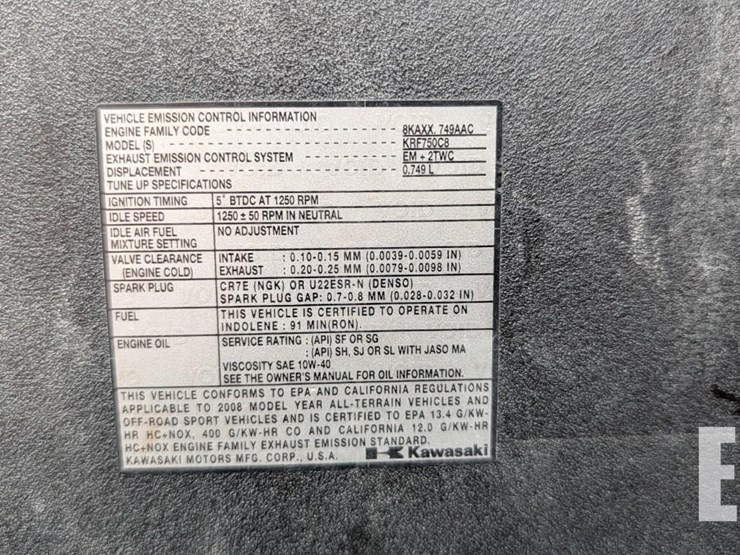 VEHICLE EMISSION CONTROL INFORMATION
ENGINE FAMILY CODE ---------------- 8KAXX. 749AAC
MODEL (S) ---------------- KRF750C8
EXHAUST EMISSION CONTROL SYSTEM ---------------- EM + 2TWC
DISPLACEMENT ---------------- 0.749 L
TUNE UP SPECIFICATIONS
IGNITION TIMING 5° BTDC AT 1250 RPM
IDLE SPEED 1250 ± 50 RPM IN NEUTRAL
IDLE AIR FUEL NO ADJUSTMENT
MIXTURE SETTING
VALVE CLEARANCE INTAKE : 0.10-0.15 MM (0.0039-0.0059 IN)
(ENGINE COLD) EXHAUST : 0.20-0.25 MM (0.0079-0.0098 IN)
SPARK PLUG CR7E (NGK) OR U22ESR-N (DENSO)
SPARK PLUG GAP: 0.7-0.8 MM (0.028-0.032 IN)
FUEL THIS VEHICLE IS CERTIFIED TO OPERATE ON
INDOLENE : 91 MIN(RON).
ENGINE OIL SERVICE RATING : (API) SF OR SG
: (API) SH, SJ OR SL WITH JASO MA
VISCOSITY SAE 10W-40
SEE THE OWNER'S MANUAL FOR OIL INFORMATION.
THIS VEHICLE CONFORMS TO EPA AND CALIFORNIA REGULATIONS
APPLICABLE TO 2008 MODEL YEAR ALL-TERRAIN VEHICLES AND
OFF-ROAD SPORT VEHICLES AND IS CERTIFIED TO EPA 13.4 G/KW-
HR HC+NOX, 400 G/KW-HR CO AND CALIFORNIA 12.0 G/KW-HR
HC+NOX ENGINE FAMILY EXHAUST EMISSION STANDARD.
KAWASAKI MOTORS MFG. CORP., U.S.A. Kawasaki
E